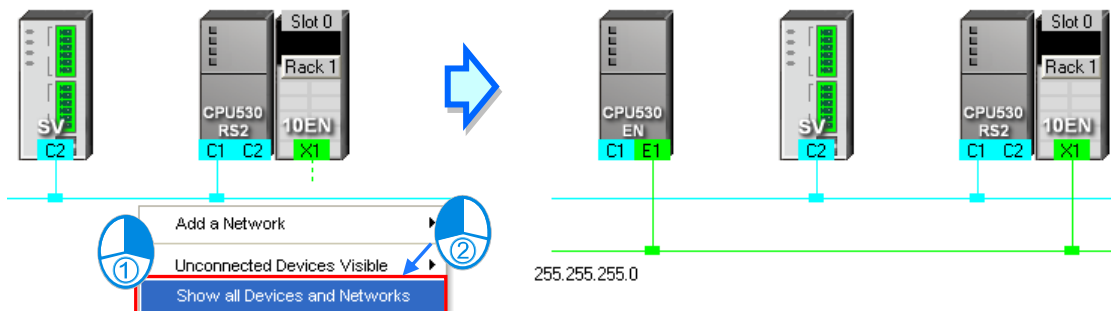 Slot 0
Rack 1
SV
CPU530
RS2
10EN
C2
C1 C2
X1
Add a Network
Unconnected Devices Visible
Show all Devices and Networks
①
②
Slot 0
Rack 1
CPU530
EN
SV
CPU530
RS2
10EN
C1 E1
C2
C1 C2
X1
255.255.255.0